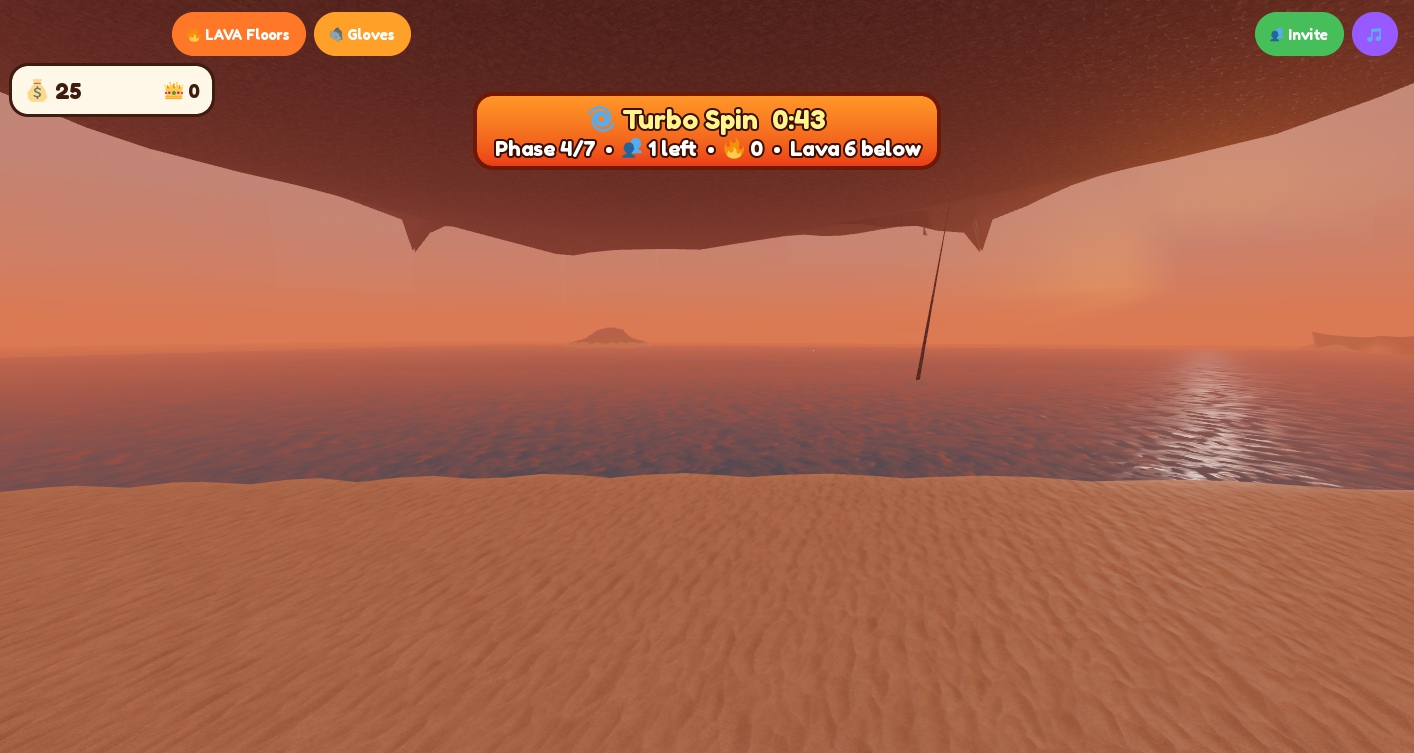 LAVA Floors
Gloves
Invite
25
0
Turbo Spin 0:43
Phase 4/7 • 1 left • 0 • Lava 6 below